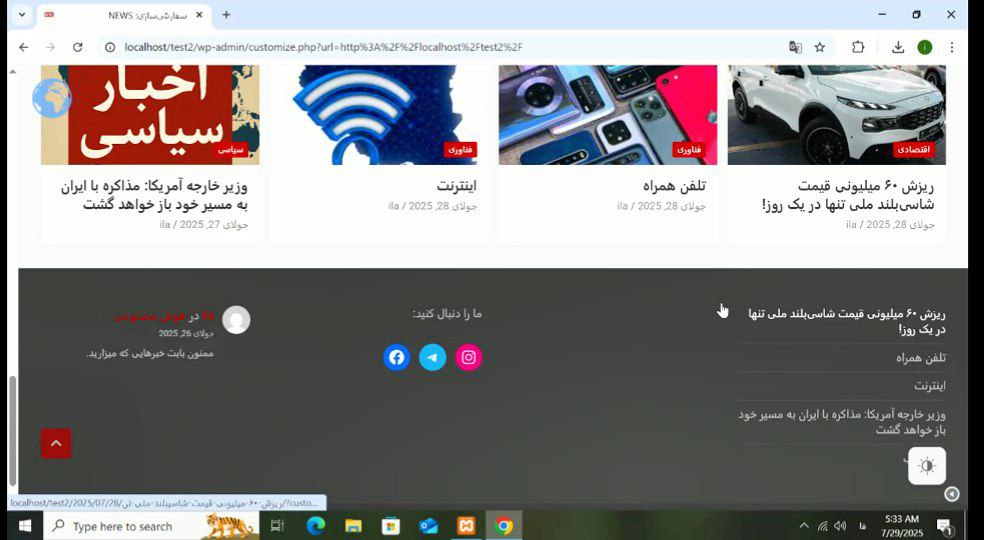 سفارشی‌سازی: NEWS
localhost/test2/wp-admin/customize.php?url=http%3A%2F%2Flocalhost%2Ftest2%2F
اقتصادی
ریزش ۶۰ میلیونی قیمت
شاسی‌بلند ملی تنها در یک روز!
جولای 28, 2025 / ila
فناوری
تلفن همراه
جولای 28, 2025 / ila
فناوری
اینترنت
جولای 28, 2025 / ila
اخبار
سیاسی
سیاسی
وزیر خارجه آمریکا: مذاکره با ایران
به مسیر خود باز خواهد گشت
جولای 27, 2025 / ila
ریزش ۶۰ میلیونی قیمت شاسی‌بلند ملی تنها
در یک روز!
تلفن همراه
اینترنت
وزیر خارجه آمریکا: مذاکره با ایران به مسیر خود
باز خواهد گشت
ما را دنبال کنید:
ila در هوش مصنوعی
جولای 26, 2025
ممنون بابت خبرهایی که میزارید.
localhost/test2/2025/07/28/ریزش-۶۰-میلیونی-قیمت-شاسیبلند-ملی-تن/?custo...
Type here to search
فا
5:33 AM
7/29/2025
1